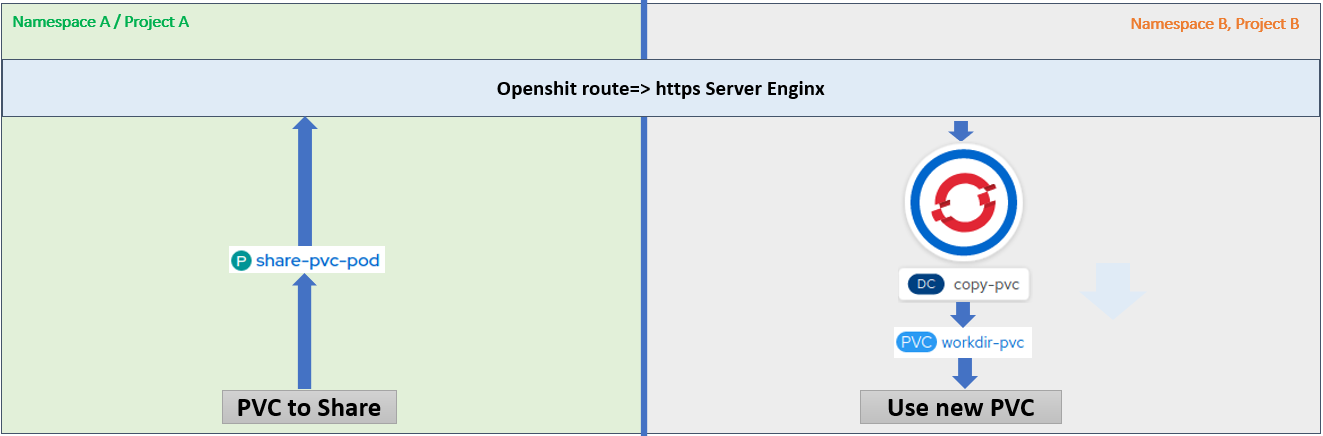 Namespace A / Project A
Namespace B, Project B
Openshit route=> https Server Enginx
P share-pvc-pod
DC copy-pvc
PVC workdir-pvc
PVC to Share
Use new PVC